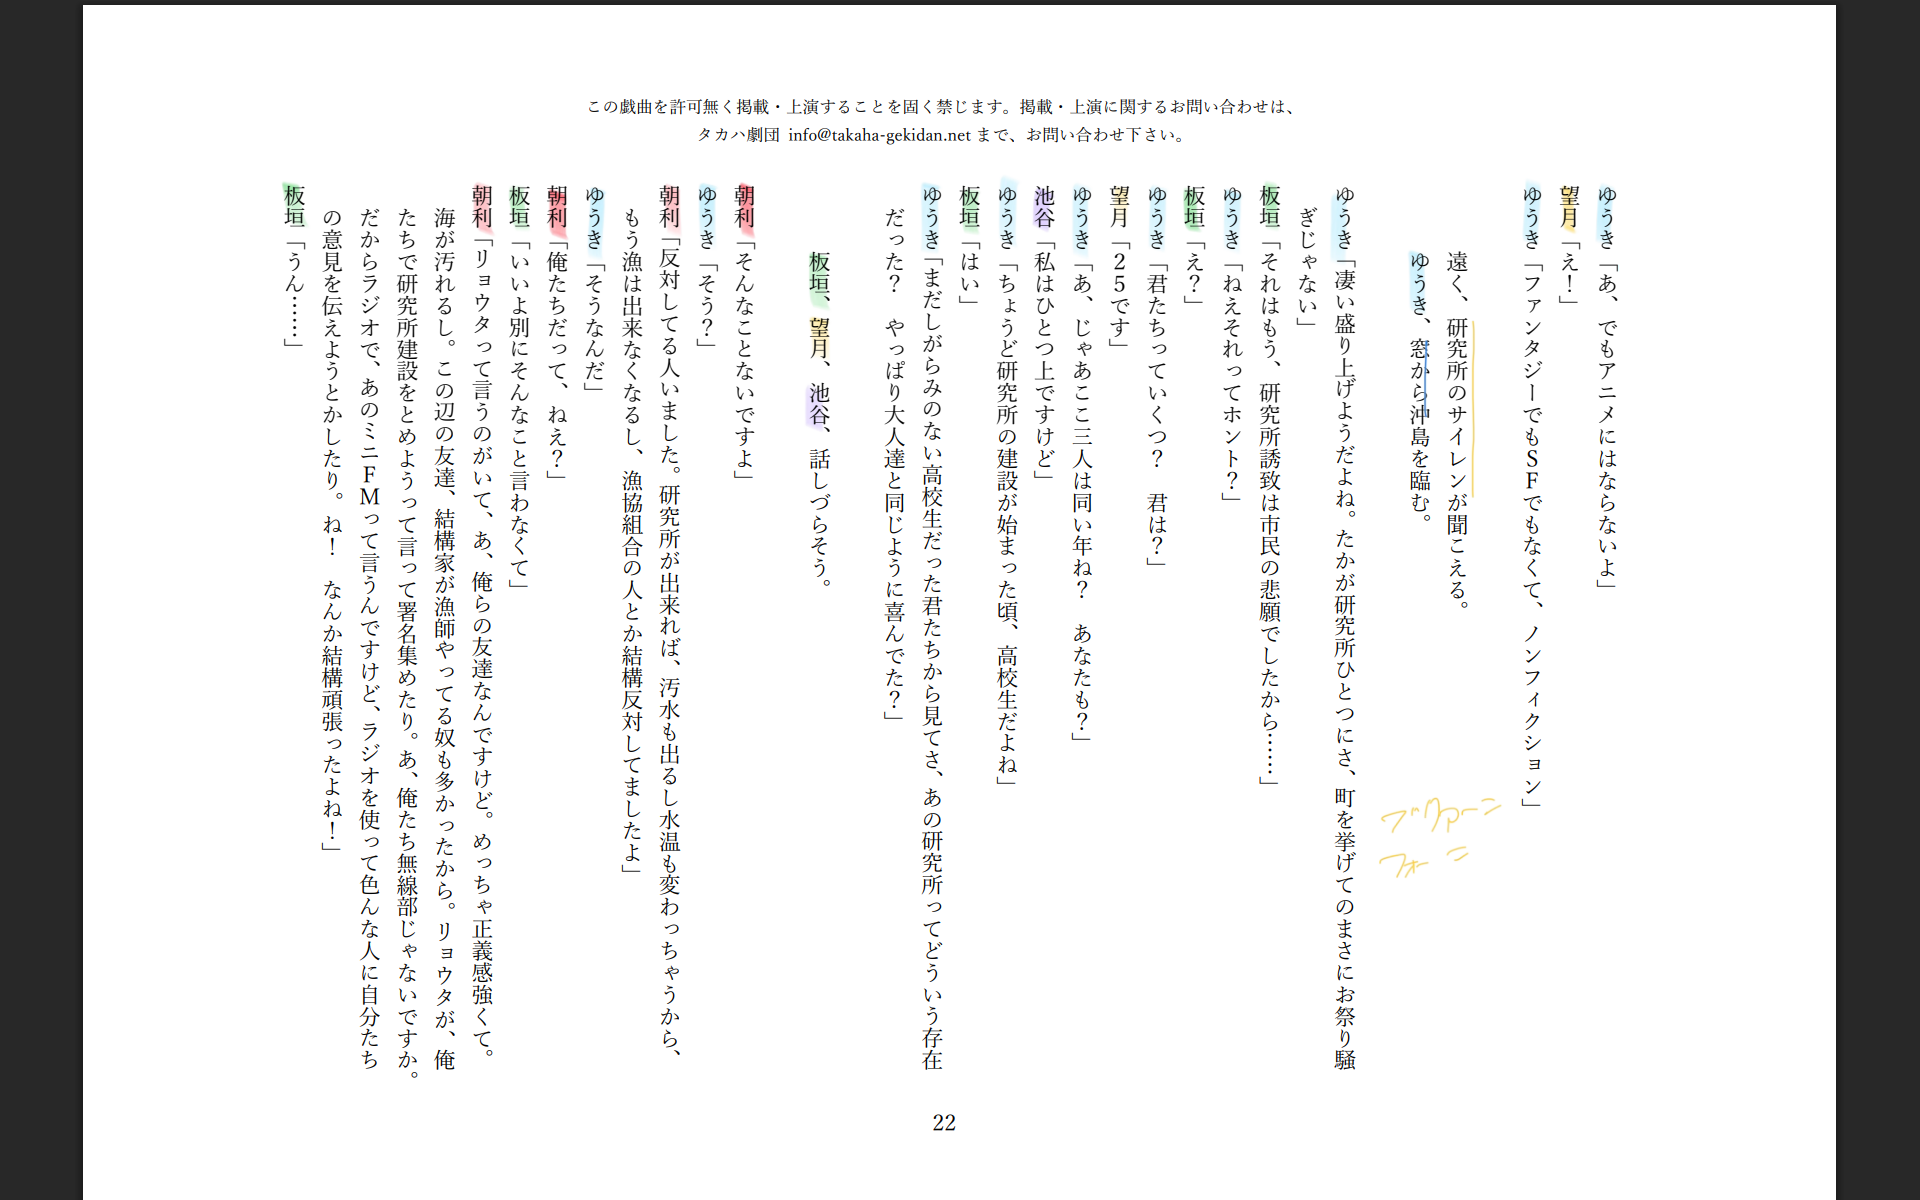 この戯曲を許可無く掲載・上演することを固く禁じます。掲載・上演に関するお問い合わせは、
タカハ劇団 info@takaha-gekidan.net まで、お問い合わせ下さい。
ゆうき「あ、でもアニメにはならないよ」
望月「え！」
ゆうき「ファンタジーでもＳＦでもなくて、ノンフィクション」
遠く、研究所のサイレンが聞こえる。
ゆうき、窓から沖島を臨む。
ゆうき「凄い盛り上げようだよね。たかが研究所ひとつにさ、町を挙げてのまさにお祭り騒
ぎじゃない」
板垣「それはもう、研究所誘致は市民の悲願でしたから……」
ゆうき「ねえそれってホント？」
板垣「え？」
ゆうき「君たちっていくつ？　君は？」
望月「２５です」
ゆうき「あ、じゃあここ三人は同い年ね？　あなたも？」
池谷「私はひとつ上ですけど」
ゆうき「ちょうど研究所の建設が始まった頃、高校生だよね」
板垣「はい」
ゆうき「まだしがらみのない高校生だった君たちから見てさ、あの研究所ってどういう存在
だった？　やっぱり大人達と同じように喜んでた？」
板垣、望月、池谷、話しづらそう。
朝利「そんなことないですよ」
ゆうき「そう？」
朝利「反対してる人いました。研究所が出来れば、汚水も出るし水温も変わっちゃうから、
もう漁は出来なくなるし、漁協組合の人とか結構反対してましたよ」
ゆうき「そうなんだ」
朝利「俺たちだって、ねえ？」
板垣「いいよ別にそんなこと言わなくて」
朝利「リョウタって言うのがいて、あ、俺らの友達なんですけど。めっちゃ正義感強くて。
海が汚れるし。この辺の友達、結構家が漁師やってる奴も多かったから。リョウタが、俺
たちで研究所建設をとめようって言って署名集めたり。あ、俺たち無線部じゃないですか。
だからラジオで、あのミニＦＭって言うんですけど、ラジオを使って色んな人に自分たち
の意見を伝えようとかしたり。ね！　なんか結構頑張ったよね！」
板垣「うん……」
22